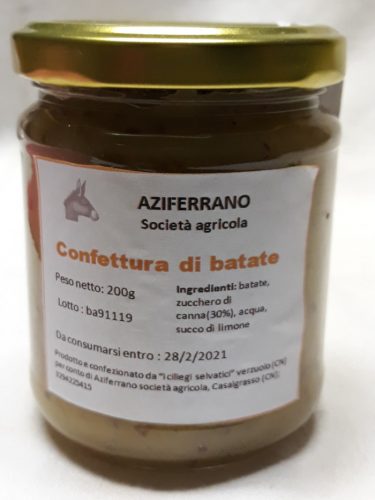 AZIFERRANO
Società agricola
Confettura di batate
Peso netto: 200g
Lotto : ba91119
Ingredienti: batate,
zucchero di
canna(30%), acqua,
succo di limone
Da consumarsi entro : 28/2/2021
Prodotto e confezionato da "i ciliegi selvatici" verzuolo (CN)
per conto di Aziferrano società agricola, Casalgrasso (CN),
3294225415